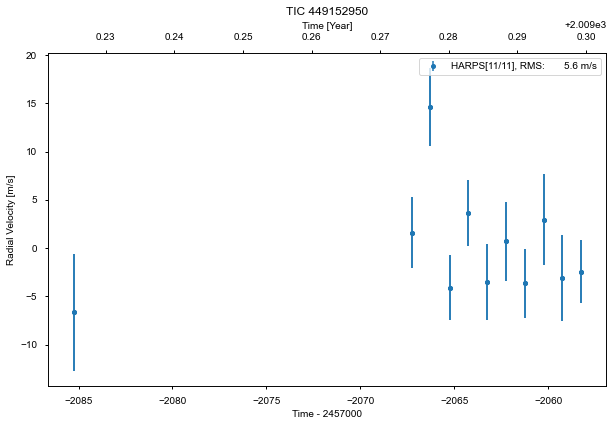 TIC 449152950
Time [Year]
+2.009e3
0.23 0.24 0.25 0.26 0.27 0.28 0.29 0.30
HARPS[11/11], RMS: 5.6 m/s
20
15
10
5
0
−5
−10
Radial Velocity [m/s]
−2085 −2080 −2075 −2070 −2065 −2060
Time - 2457000